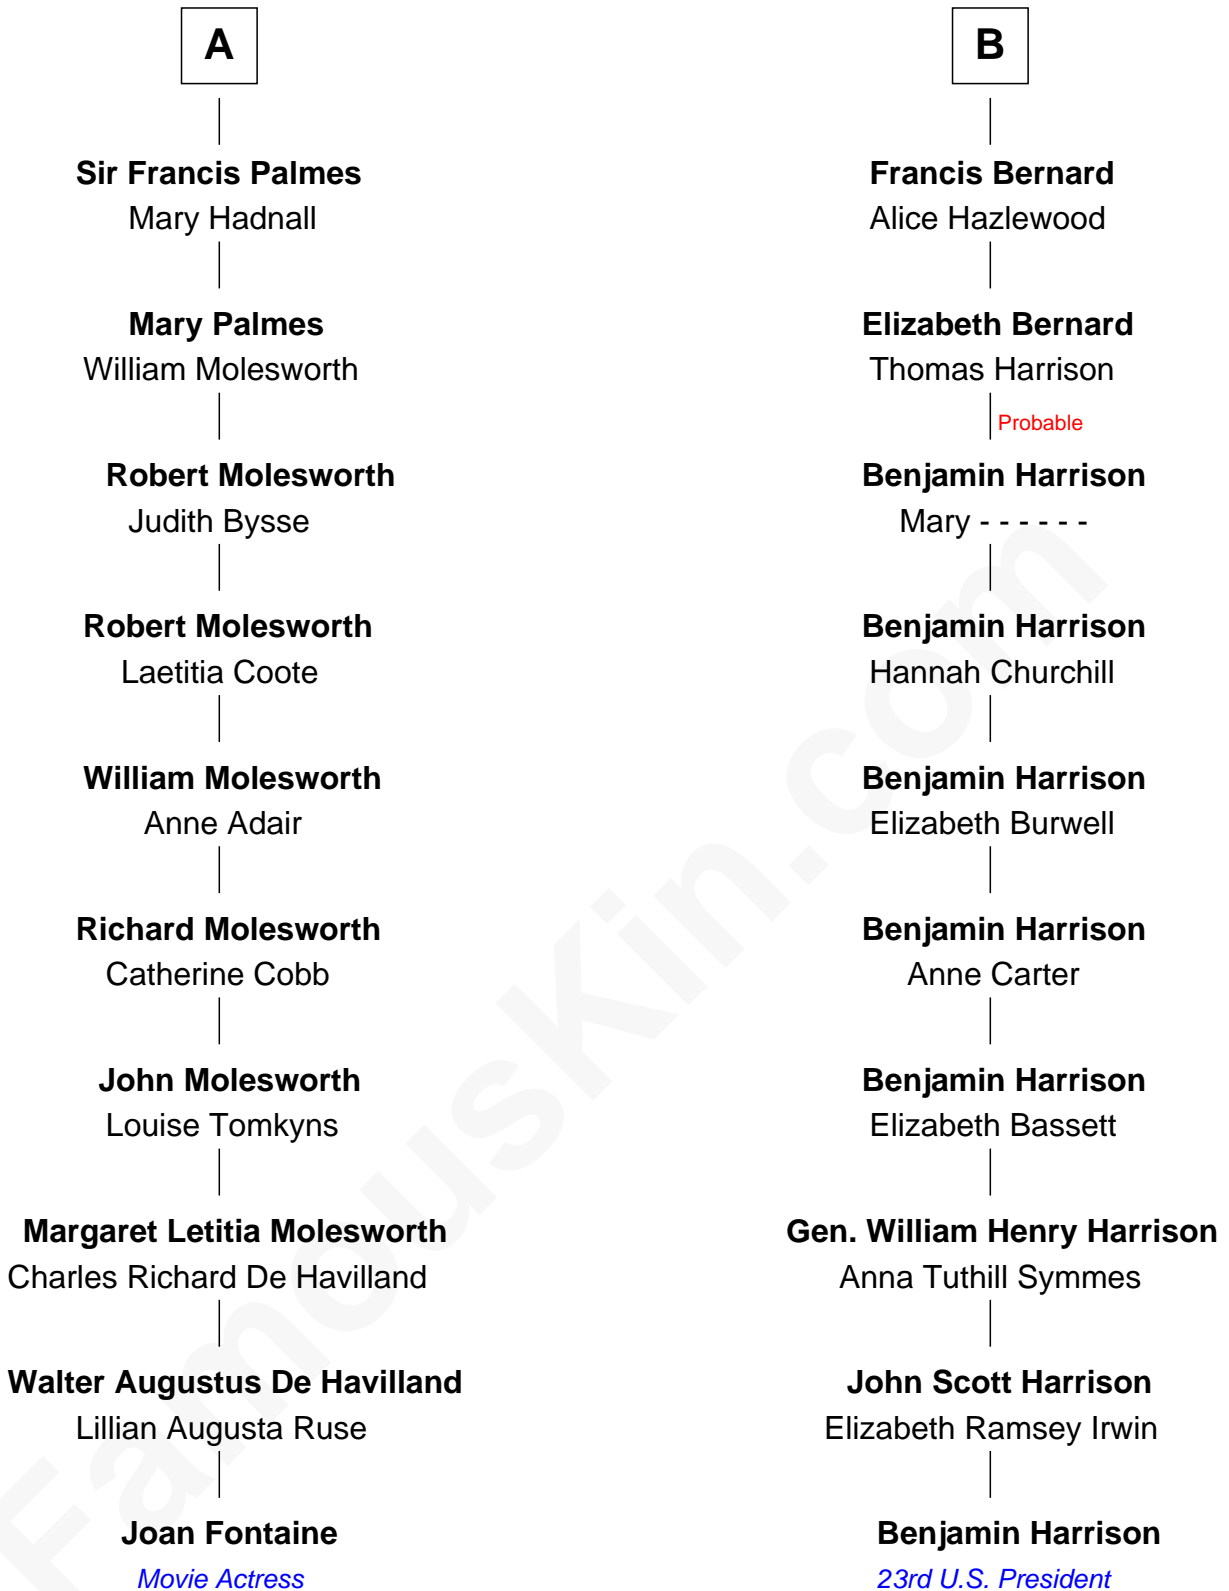 A
Sir Francis Palmes
Mary Hadnall
Mary Palmes
William Molesworth
Robert Molesworth
Judith Bysse
Robert Molesworth
Laetitia Coote
William Molesworth
Anne Adair
Richard Molesworth
Catherine Cobb
John Molesworth
Louise Tomkyns
Margaret Letitia Molesworth
Charles Richard De Havilland
Walter Augustus De Havilland
Lillian Augusta Ruse
Joan Fontaine
Movie Actress
B
Francis Bernard
Alice Hazlewood
Elizabeth Bernard
Thomas Harrison
Probable
Benjamin Harrison
Mary - - - - - -
Benjamin Harrison
Hannah Churchill
Benjamin Harrison
Elizabeth Burwell
Benjamin Harrison
Anne Carter
Benjamin Harrison
Elizabeth Bassett
Gen. William Henry Harrison
Anna Tuthill Symmes
John Scott Harrison
Elizabeth Ramsey Irwin
Benjamin Harrison
23rd U.S. President
FamousKin.com